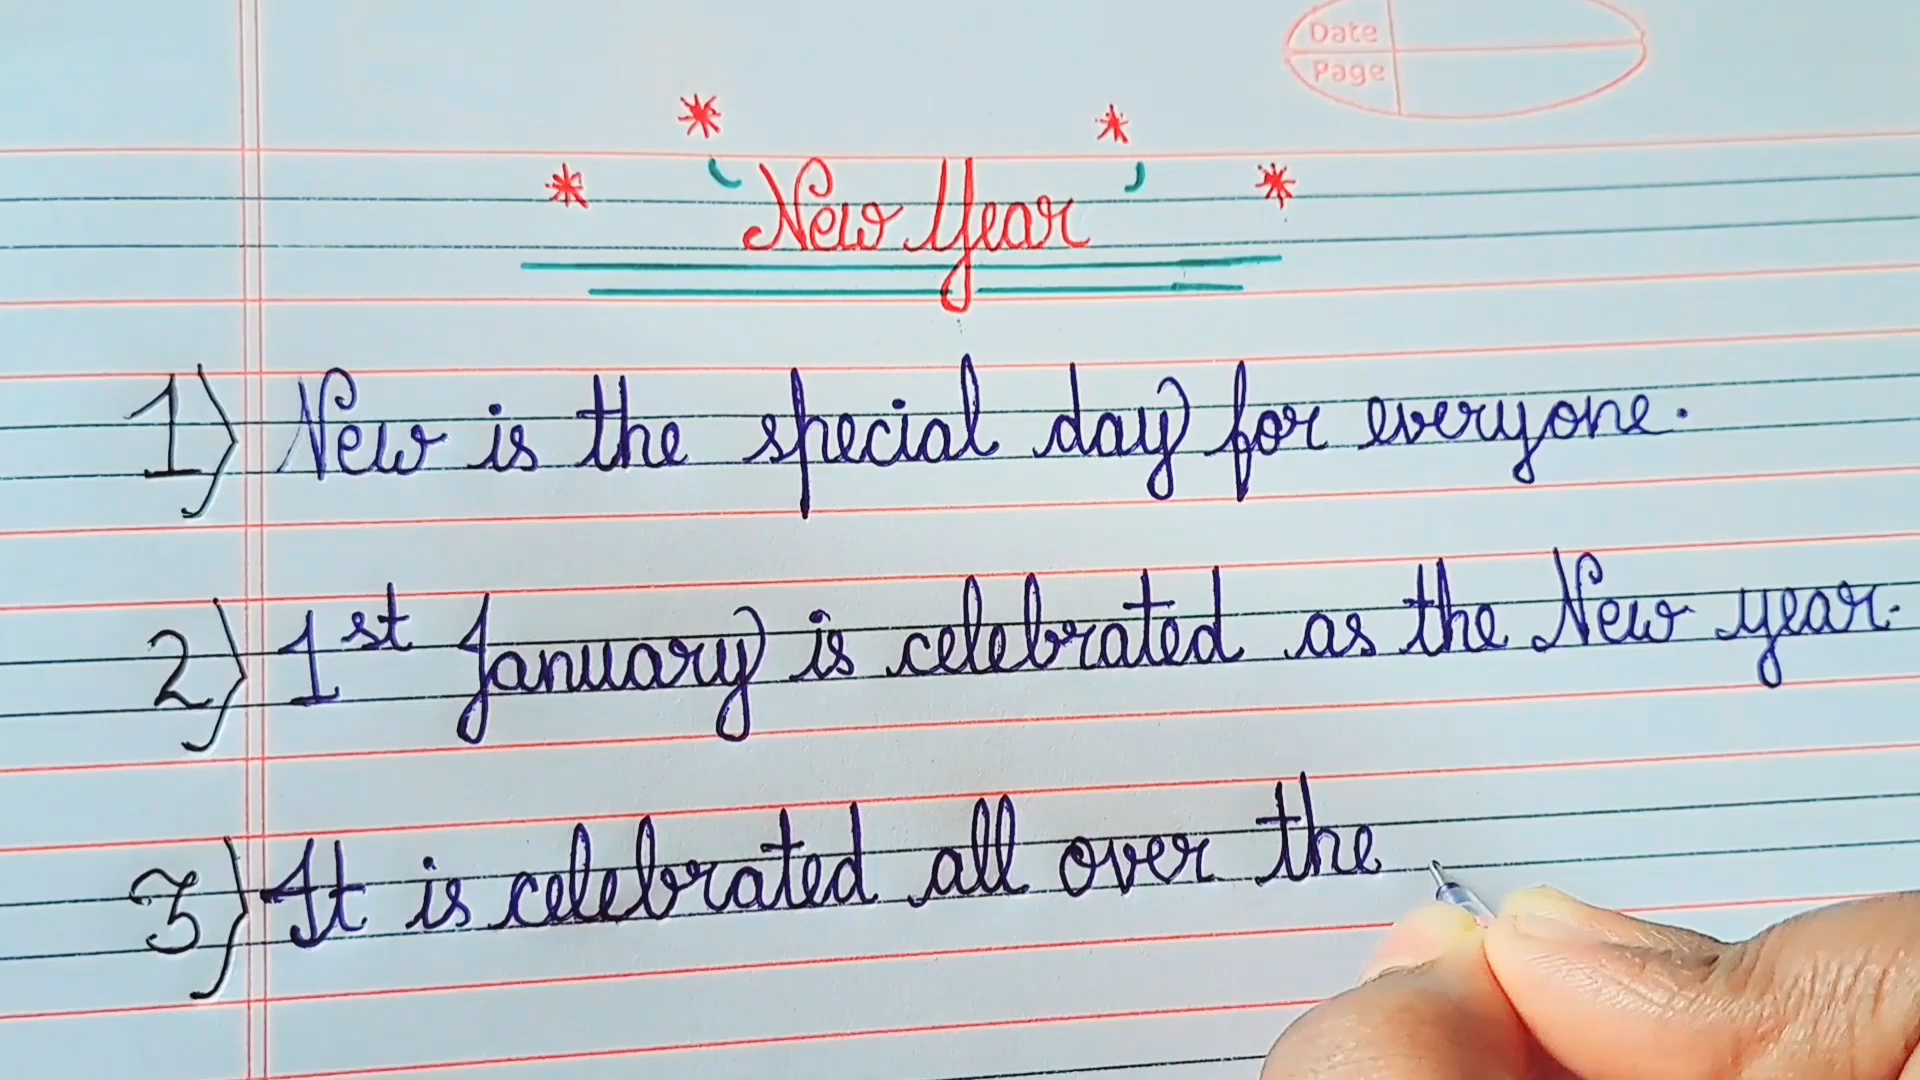 Date
Page
New Year
1) New is the special day for everyone.
2) 1st January is celebrated as the New year.
3) It is celebrated all over the